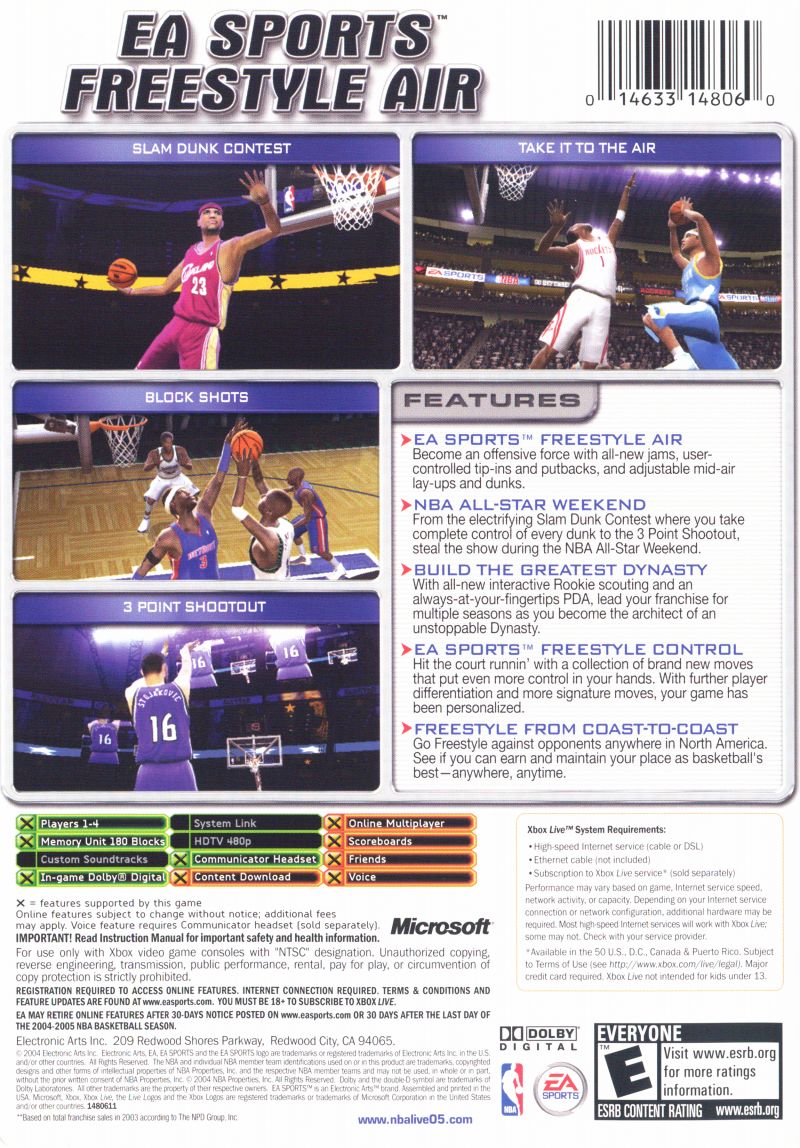 EA SPORTS™
FREESTYLE AIR
0 14633 14806 0
SLAM DUNK CONTEST
TAKE IT TO THE AIR
Cavs
23
ROCKETS
1
EA SPORTS
NBA
ROCKETS
EA SPORTS
BLOCK SHOTS
DETROIT
3
3 POINT SHOOTOUT
STOJAKOVIC
16
16
16
16
FEATURES
EA SPORTS™ FREESTYLE AIR
Become an offensive force with all-new jams, user-
controlled tip-ins and putbacks, and adjustable mid-air
lay-ups and dunks.
NBA ALL-STAR WEEKEND
From the electrifying Slam Dunk Contest where you take
complete control of every dunk to the 3 Point Shootout,
steal the show during the NBA All-Star Weekend.
BUILD THE GREATEST DYNASTY
With all-new interactive Rookie scouting and an
always-at-your-fingertips PDA, lead your franchise for
multiple seasons as you become the architect of an
unstoppable Dynasty.
EA SPORTS™ FREESTYLE CONTROL
Hit the court runnin' with a collection of brand new moves
that put even more control in your hands. With further player
differentiation and more signature moves, your game has
been personalized.
FREESTYLE FROM COAST-TO-COAST
Go Freestyle against opponents anywhere in North America.
See if you can earn and maintain your place as basketball's
best—anywhere, anytime.
Players 1-4 System Link Online Multiplayer
Memory Unit 180 Blocks HDTV 480p Scoreboards
Custom Soundtracks Communicator Headset Friends
In-game Dolby® Digital Content Download Voice
X = features supported by this game
Online features subject to change without notice; additional fees
may apply. Voice feature requires Communicator headset (sold separately).
Microsoft®
IMPORTANT! Read Instruction Manual for important safety and health information.
For use only with Xbox video game consoles with "NTSC" designation. Unauthorized copying,
reverse engineering, transmission, public performance, rental, pay for play, or circumvention of
copy protection is strictly prohibited.
REGISTRATION REQUIRED TO ACCESS ONLINE FEATURES. INTERNET CONNECTION REQUIRED. TERMS & CONDITIONS AND
FEATURE UPDATES ARE FOUND AT www.easports.com. YOU MUST BE 18+ TO SUBSCRIBE TO XBOX LIVE.
EA MAY RETIRE ONLINE FEATURES AFTER 30-DAYS NOTICE POSTED ON www.easports.com OR 30 DAYS AFTER THE LAST DAY OF
THE 2004-2005 NBA BASKETBALL SEASON.
Electronic Arts Inc. 209 Redwood Shores Parkway, Redwood City, CA 94065.
© 2004 Electronic Arts Inc. Electronic Arts, EA, EA SPORTS and the EA SPORTS logo are trademarks or registered trademarks of Electronic Arts Inc. in the U.S.
and/or other countries. All Rights Reserved. The NBA and individual NBA member team identifications used on or in this product are trademarks, copyrighted
designs and other forms of intellectual properties of NBA Properties, Inc. and the respective NBA member teams and may not be used, in whole or in part,
without the prior written consent of NBA Properties, Inc. © 2004 NBA Properties, Inc. All Rights Reserved. Dolby and the double-D symbol are trademarks of
Dolby Laboratories. All other trademarks are the property of their respective owners. EA SPORTS™ is an Electronic Arts™ brand. Assembled and printed in the
USA. Microsoft, Xbox, Xbox Live, the Live Logos and the Xbox Logos are registered trademarks or trademarks of Microsoft Corporation in the United States
and/or other countries. 1480611
**Based on total franchise sales in 2003 according to The NPD Group, Inc.
www.nbalive05.com
Xbox Live™ System Requirements:
• High-speed Internet service (cable or DSL)
• Ethernet cable (not included)
• Subscription to Xbox Live service* (sold separately)
Performance may vary based on game, Internet service speed,
network activity, or capacity. Depending on your Internet service
connection or network configuration, additional hardware may be
required. Most high-speed Internet services will work with Xbox Live;
some may not. Check with your service provider.
*Available in the 50 U.S., D.C., Canada & Puerto Rico. Subject
to Terms of Use (see http://www.xbox.com/live/legal). Major
credit card required. Xbox Live not intended for kids under 13.
DOLBY
DIGITAL
NBA
EA
SPORTS
EVERYONE
E
Visit www.esrb.org
for more ratings
information.
ESRB CONTENT RATING www.esrb.org